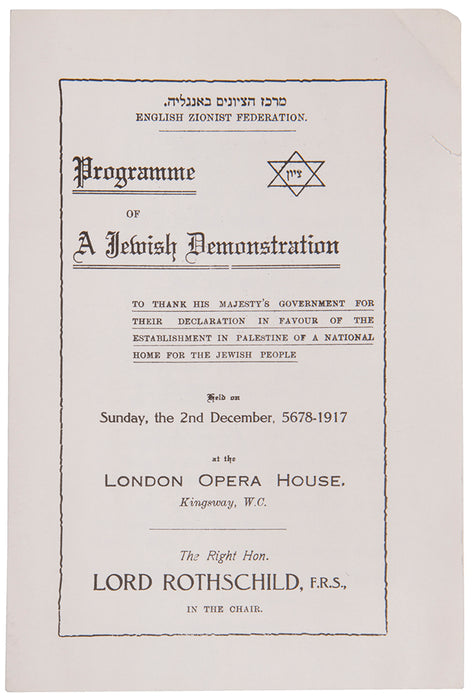 מרכז הציונים באנגליה.
ENGLISH ZIONIST FEDERATION.
Programme
ציון
OF
A Jewish Demonstration
TO THANK HIS MAJESTY'S GOVERNMENT FOR
THEIR DECLARATION IN FAVOUR OF THE
ESTABLISHMENT IN PALESTINE OF A NATIONAL
HOME FOR THE JEWISH PEOPLE
Held on
Sunday, the 2nd December, 5678-1917
at the
LONDON OPERA HOUSE,
Kingsway, W.C.
The Right Hon.
LORD ROTHSCHILD, F.R.S.,
IN THE CHAIR.